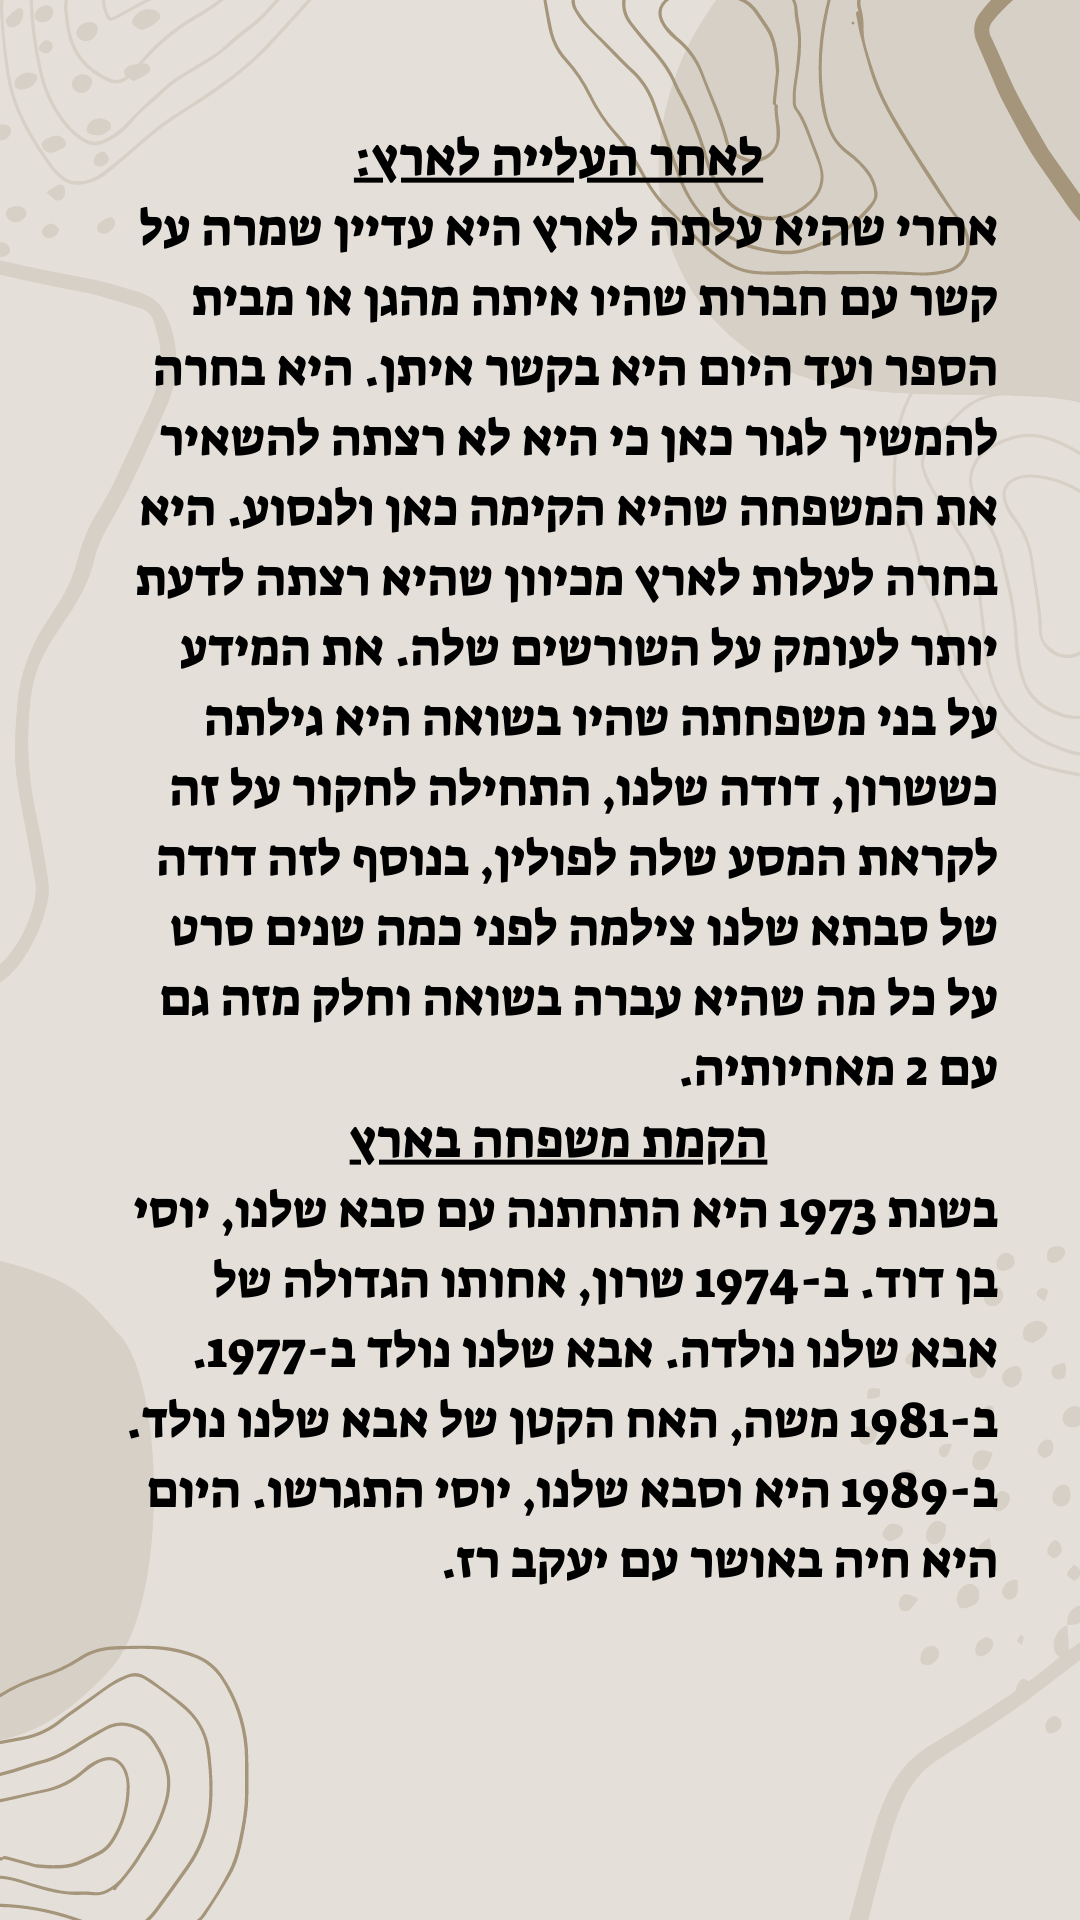 לאחר העלייה לארץ:
אחרי שהיא עלתה לארץ היא עדיין שמרה על
קשר עם חברות שהיו איתה מהגן או מבית
הספר ועד היום היא בקשר איתן. היא בחרה
להמשיך לגור כאן כי היא לא רצתה להשאיר
את המשפחה שהיא הקימה כאן ולנסוע. היא
בחרה לעלות לארץ מכיוון שהיא רצתה לדעת
יותר לעומק על השורשים שלה. את המידע
על בני משפחתה שהיו בשואה היא גילתה
כששרון, דודה שלנו, התחילה לחקור על זה
לקראת המסע שלה לפולין, בנוסף לזה דודה
של סבתא שלנו צילמה לפני כמה שנים סרט
על כל מה שהיא עברה בשואה וחלק מזה גם
עם 2 מאחיותיה.
הקמת משפחה בארץ
בשנת 1973 היא התחתנה עם סבא שלנו, יוסי
בן דוד. ב-1974 שרון, אחותו הגדולה של
אבא שלנו נולדה. אבא שלנו נולד ב-1977.
ב-1981 משה, האח הקטן של אבא שלנו נולד.
ב-1989 היא וסבא שלנו, יוסי התגרשו. היום
היא חיה באושר עם יעקב רז.